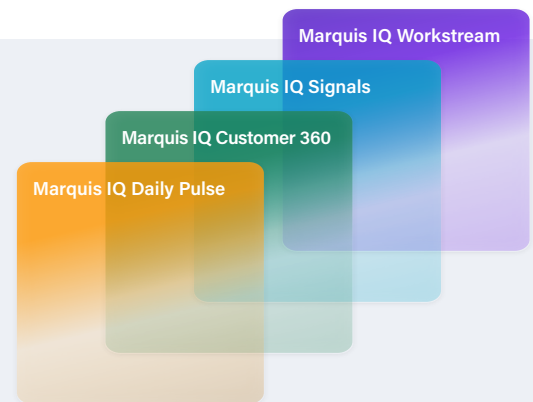 Marquis IQ Workstream
Marquis IQ Signals
Marquis IQ Customer 360
Marquis IQ Daily Pulse